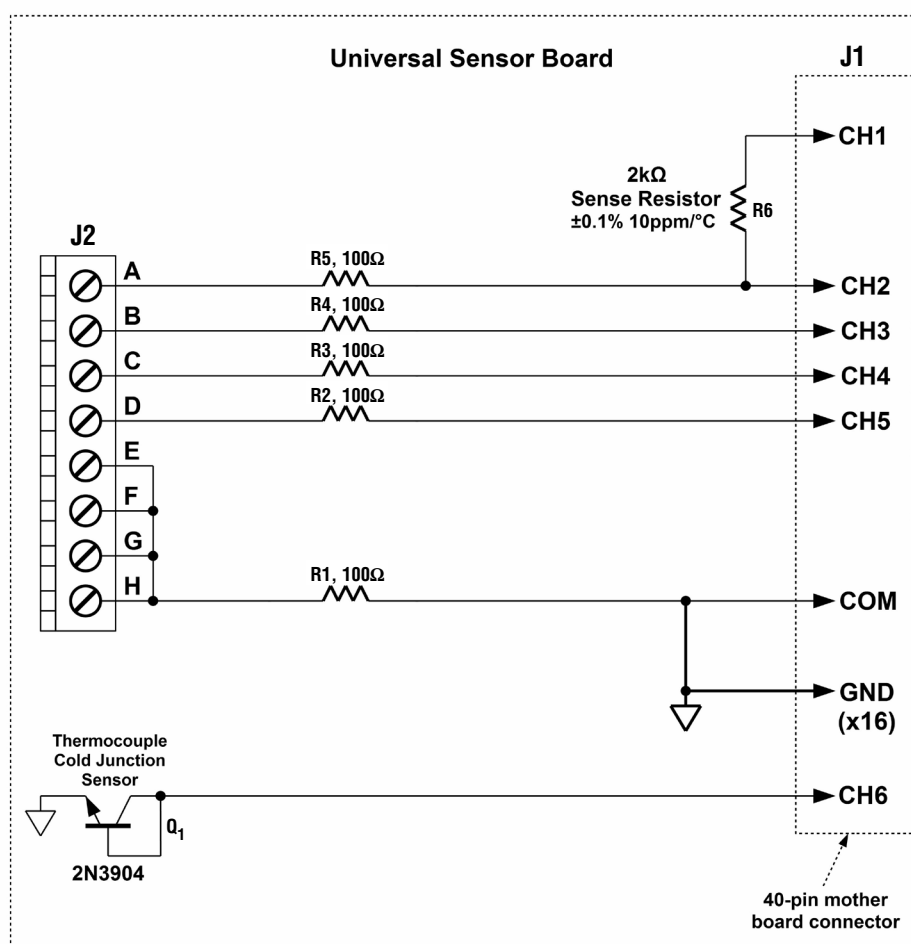 Universal Sensor Board
J1
CH1
2kΩ
Sense Resistor
±0.1% 10ppm/°C
R6
J2
A
R5, 100Ω
CH2
B
R4, 100Ω
CH3
C
R3, 100Ω
CH4
D
R2, 100Ω
CH5
E
F
G
H
R1, 100Ω
COM
GND
(x16)
Thermocouple
Cold Junction
Sensor
CH6
Q1
2N3904
40-pin mother
board connector